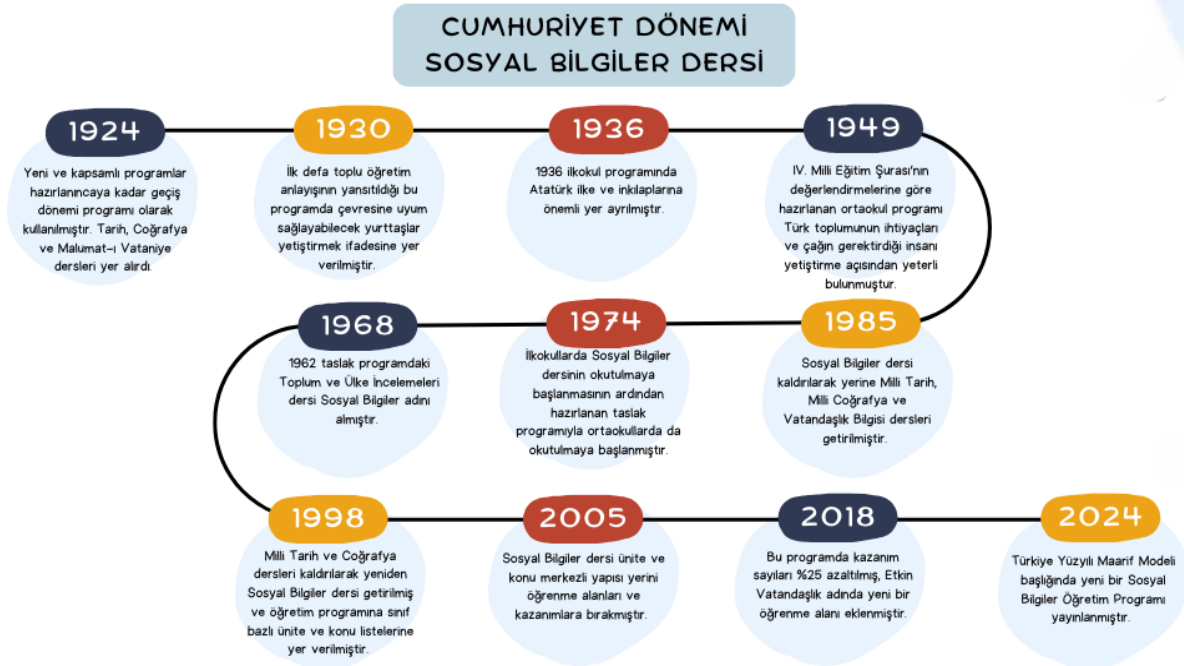 CUMHURİYET DÖNEMİ
SOSYAL BİLGİLER DERSİ
1924
Yeni ve kapsamlı programlar
hazırlanıncaya kadar geçiş
dönemi programı olarak
kullanılmıştır. Tarih, Coğrafya
ve Malumat-ı Vataniye
dersleri yer alırdı.
1930
İlk defa toplu öğretim
anlayışının yansıtıldığı bu
programda çevresine uyum
sağlayabilecek yurttaşlar
yetiştirmek ifadesine yer
verilmiştir.
1936
1936 ilkokul programında
Atatürk ilke ve inkılaplarına
önemli yer ayrılmıştır.
1949
IV. Milli Eğitim Şurası'nın
değerlendirmelerine göre
hazırlanan ortaokul programı
Türk toplumunun ihtiyaçları
ve çağın gerektirdiği insanı
yetiştirme açısından yeterli
bulunmuştur.
1968
1962 taslak programdaki
Toplum ve Ülke İncelemeleri
dersi Sosyal Bilgiler adını
almıştır.
1974
İlkokullarda Sosyal Bilgiler
dersinin okutulmaya
başlanmasının ardından
hazırlanan taslak
programıyla ortaokullarda da
okutulmaya başlanmıştır.
1985
Sosyal Bilgiler dersi
kaldırılarak yerine Milli Tarih,
Milli Coğrafya ve
Vatandaşlık Bilgisi dersleri
getirilmiştir.
1998
Milli Tarih ve Coğrafya
dersleri kaldırılarak yeniden
Sosyal Bilgiler dersi getirilmiş
ve öğretim programına sınıf
bazlı ünite ve konu listelerine
yer verilmiştir.
2005
Sosyal Bilgiler dersi ünite ve
konu merkezli yapısı yerini
öğrenme alanları ve
kazanımlara bırakmıştır.
2018
Bu programda kazanım
sayıları %25 azaltılmış, Etkin
Vatandaşlık adında yeni bir
öğrenme alanı eklenmiştir.
2024
Türkiye Yüzyılı Maarif Modeli
başlığında yeni bir Sosyal
Bilgiler Öğretim Programı
yayınlanmıştır.